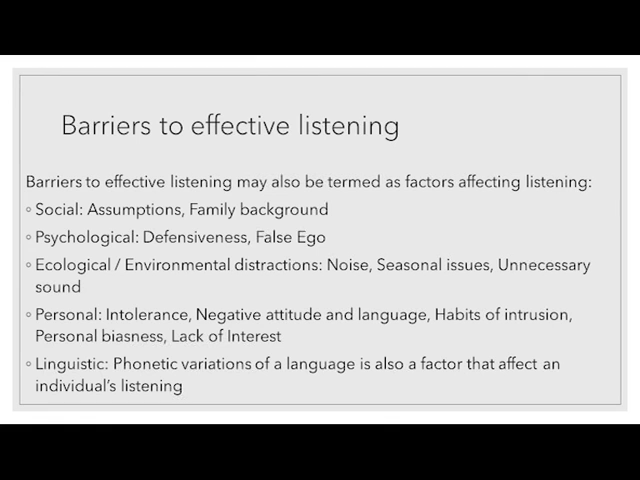 Barriers to effective listening
Barriers to effective listening may also be termed as factors affecting listening:
◦ Social: Assumptions, Family background
◦ Psychological: Defensiveness, False Ego
◦ Ecological / Environmental distractions: Noise, Seasonal issues, Unnecessary
sound
◦ Personal: Intolerance, Negative attitude and language, Habits of intrusion,
Personal biasness, Lack of Interest
◦ Linguistic: Phonetic variations of a language is also a factor that affect an
individual’s listening